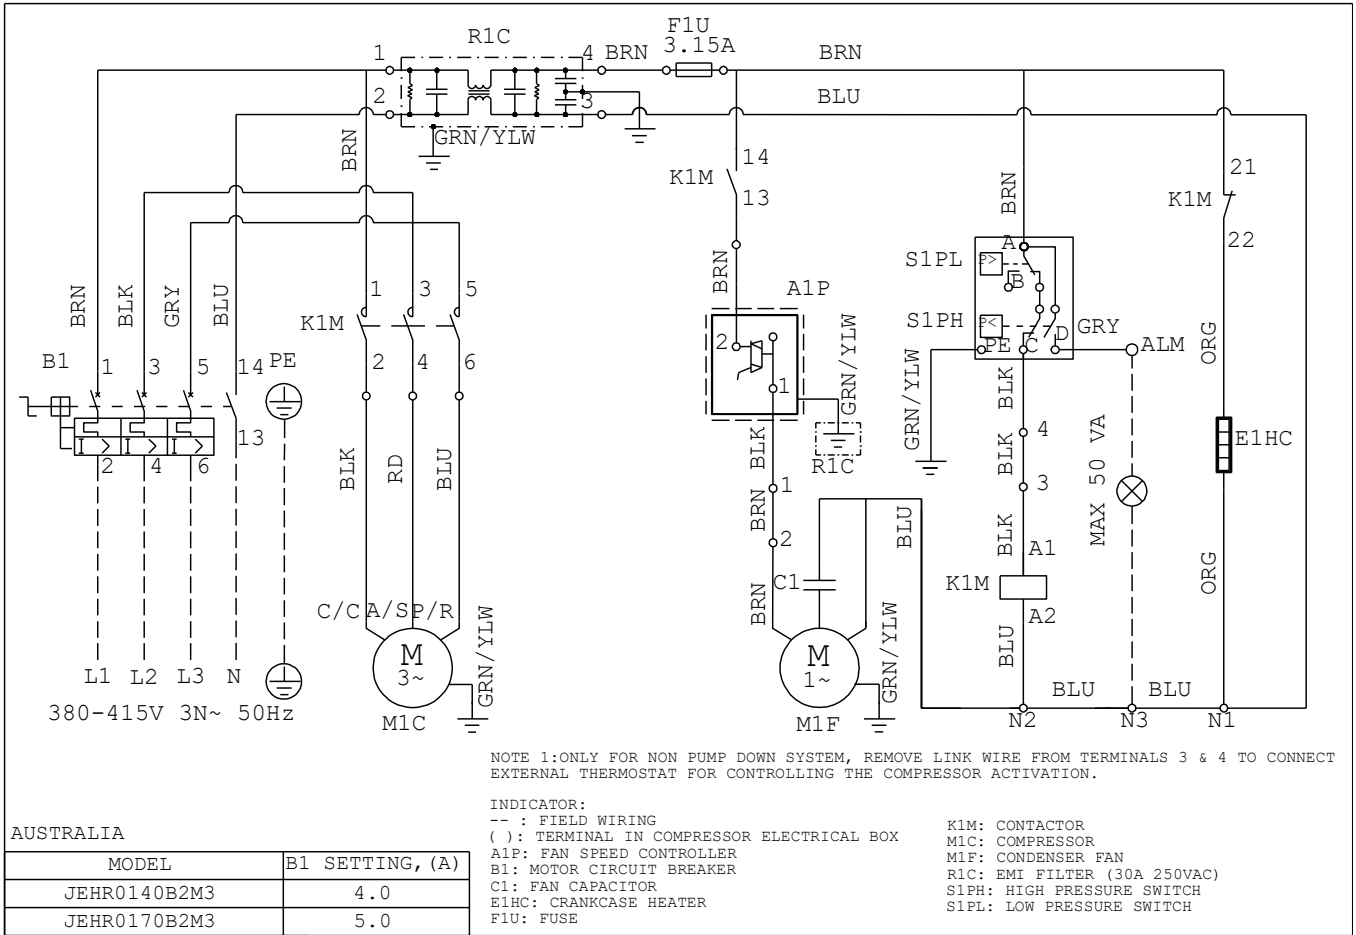 R1C
F1U
3.15A
1
4
BRN
BRN
2
3
BLU
GRN/YLW
BRN
14
K1M
13
BRN
21
K1M
22
A
S1PL
P>
B
BRN
A1P
BRN
BLK
GRY
BLU
1
3
5
K1M
2
4
6
S1PH
P<
GRY
PE
C
D
ALM
ORG
B1
1
3
5
14
PE
2
1
GRN/YLW
GRN/YLW
BLK
I >
I >
I >
13
2
4
6
BLK
RD
BLU
BLK
R1C
4
BLK
3
MAX 50 VA
E1HC
1
BRN
2
BLU
BLK
A1
K1M
A2
C1
BRN
ORG
C/C
A/S
P/R
M
3~
GRN/YLW
M1C
M
1~
GRN/YLW
M1F
BLU
BLU
BLU
N2
N3
N1
L1
L2
L3
N
380-415V 3N~ 50Hz
NOTE 1:ONLY FOR NON PUMP DOWN SYSTEM, REMOVE LINK WIRE FROM TERMINALS 3 & 4 TO CONNECT
EXTERNAL THERMOSTAT FOR CONTROLLING THE COMPRESSOR ACTIVATION.
INDICATOR:
-- : FIELD WIRING
( ): TERMINAL IN COMPRESSOR ELECTRICAL BOX
A1P: FAN SPEED CONTROLLER
B1: MOTOR CIRCUIT BREAKER
C1: FAN CAPACITOR
E1HC: CRANKCASE HEATER
F1U: FUSE
K1M: CONTACTOR
M1C: COMPRESSOR
M1F: CONDENSER FAN
R1C: EMI FILTER (30A 250VAC)
S1PH: HIGH PRESSURE SWITCH
S1PL: LOW PRESSURE SWITCH
AUSTRALIA
MODEL B1 SETTING,(A)
JEHR0140B2M3 4.0
JEHR0170B2M3 5.0